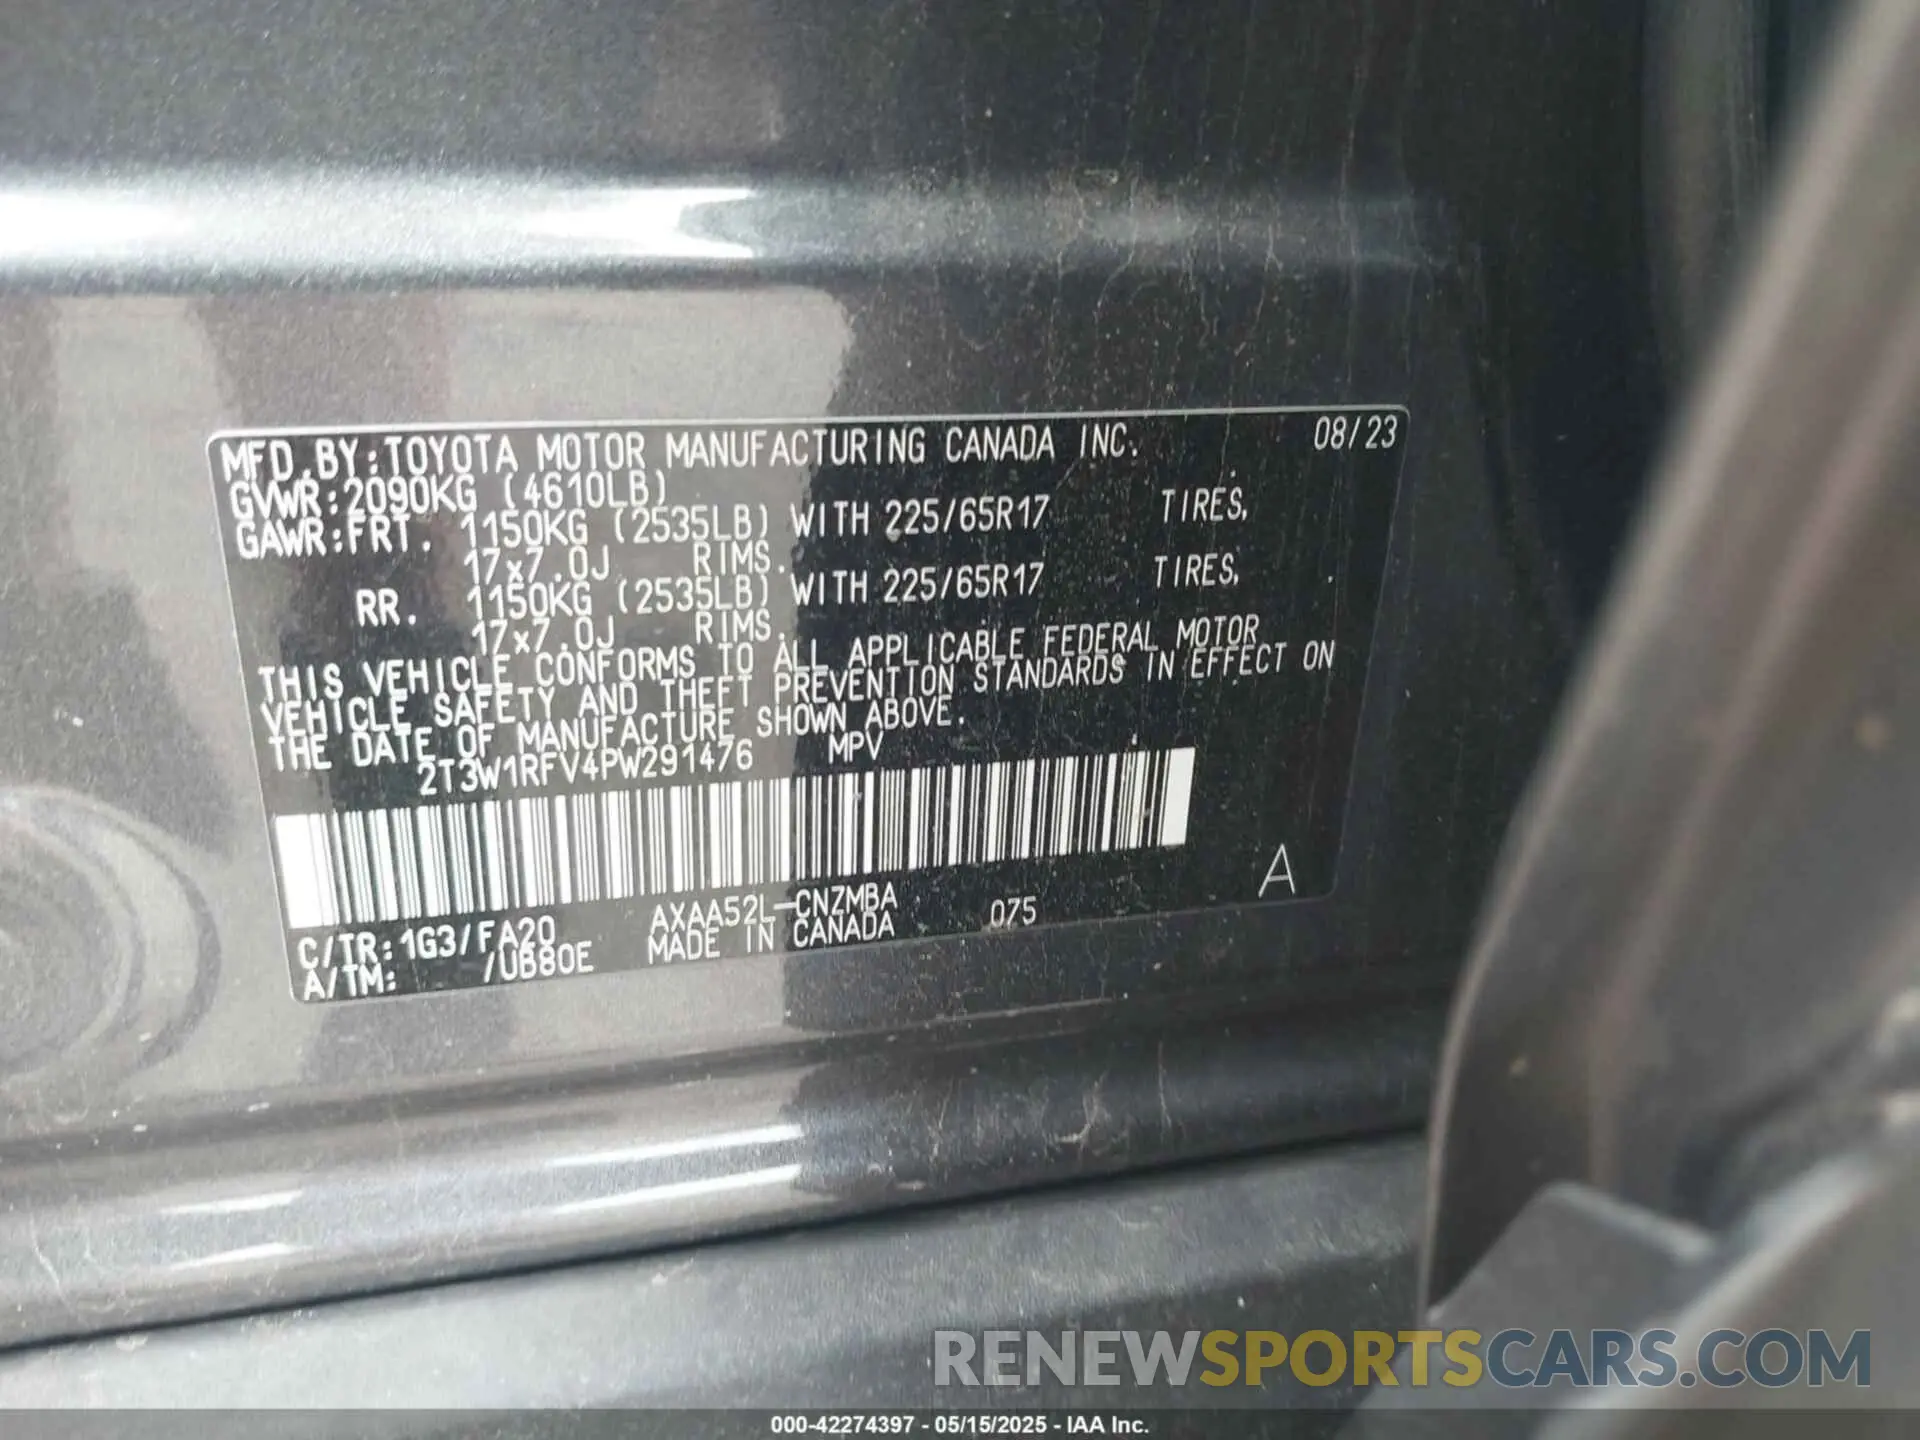 MFD.BY:TOYOTA MOTOR MANUFACTURING CANADA INC. 08/23
GVWR:2090KG (4610LB)
GAWR:FRT. 1150KG (2535LB) WITH 225/65R17 TIRES,
17x7.0J RIMS.
RR. 1150KG (2535LB) WITH 225/65R17 TIRES,
17x7.0J RIMS.
THIS VEHICLE CONFORMS TO ALL APPLICABLE FEDERAL MOTOR
VEHICLE SAFETY AND THEFT PREVENTION STANDARDS IN EFFECT ON
THE DATE OF MANUFACTURE SHOWN ABOVE.
2T3W1RFV4PW291476 MPV
C/TR:1G3/FA20 AXAA52L-CNZMBA 075 A
A/TM: /UB80E MADE IN CANADA
RENEWSPORTSCARS.COM
000-42274397 - 05/15/2025 - IAA Inc.